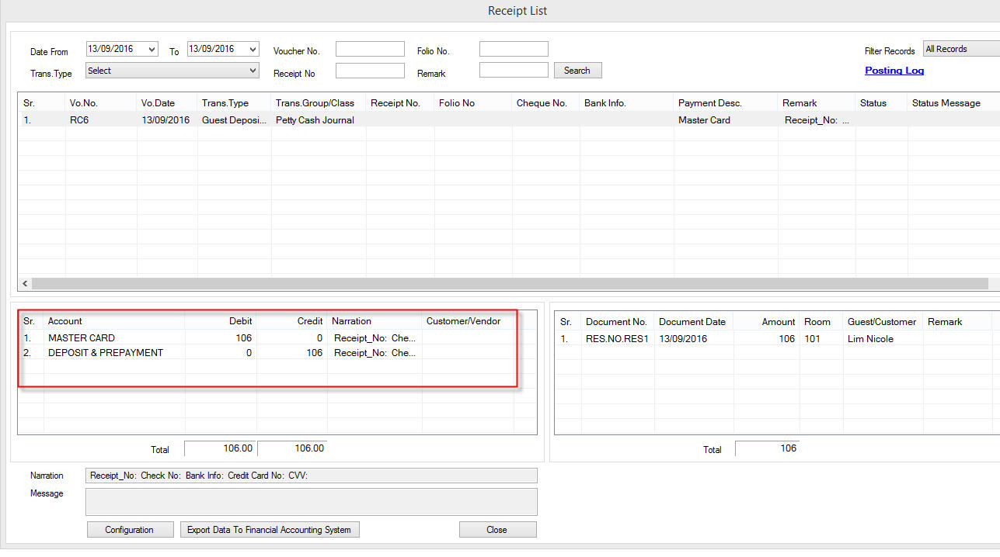 Receipt List
Date From 13/09/2016 To 13/09/2016 Voucher No. Folio No. Filter Records All Records
Trans.Type Select Receipt No Remark Search Posting Log
Sr. Vo.No. Vo.Date Trans.Type Trans.Group/Class Receipt No. Folio No Cheque No. Bank Info. Payment Desc. Remark Status Status Message
1. RC6 13/09/2016 Guest Deposi... Petty Cash Journal Master Card Receipt_No: ...
Sr. Account Debit Credit Narration Customer/Vendor
1. MASTER CARD 106 0 Receipt_No: Che...
2. DEPOSIT & PREPAYMENT 0 106 Receipt_No: Che...
Total 106.00 106.00
Sr. Document No. Document Date Amount Room Guest/Customer Remark
1. RES.NO.RES1 13/09/2016 106 101 Lim Nicole
Total 106
Narration Receipt_No: Check No: Bank Info: Credit Card No: CVV:
Message
Configuration Export Data To Financial Accounting System Close